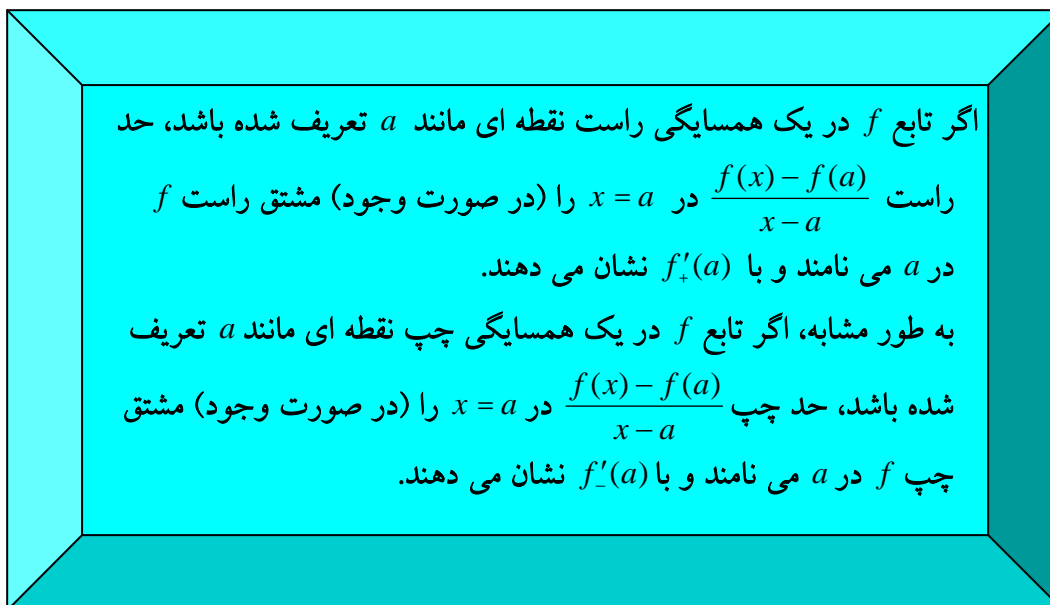 اگر تابع f در یک همسایگی راست نقطه ای مانند a تعریف شده باشد، حد
راست \frac{f(x)-f(a)}{x-a} در x = a را (در صورت وجود) مشتق راست f
در a می نامند و با f'_+(a) نشان می دهند.
به طور مشابه، اگر تابع f در یک همسایگی چپ نقطه ای مانند a تعریف
شده باشد، حد چپ \frac{f(x)-f(a)}{x-a} در x = a را (در صورت وجود) مشتق
چپ f در a می نامند و با f'_-(a) نشان می دهند.